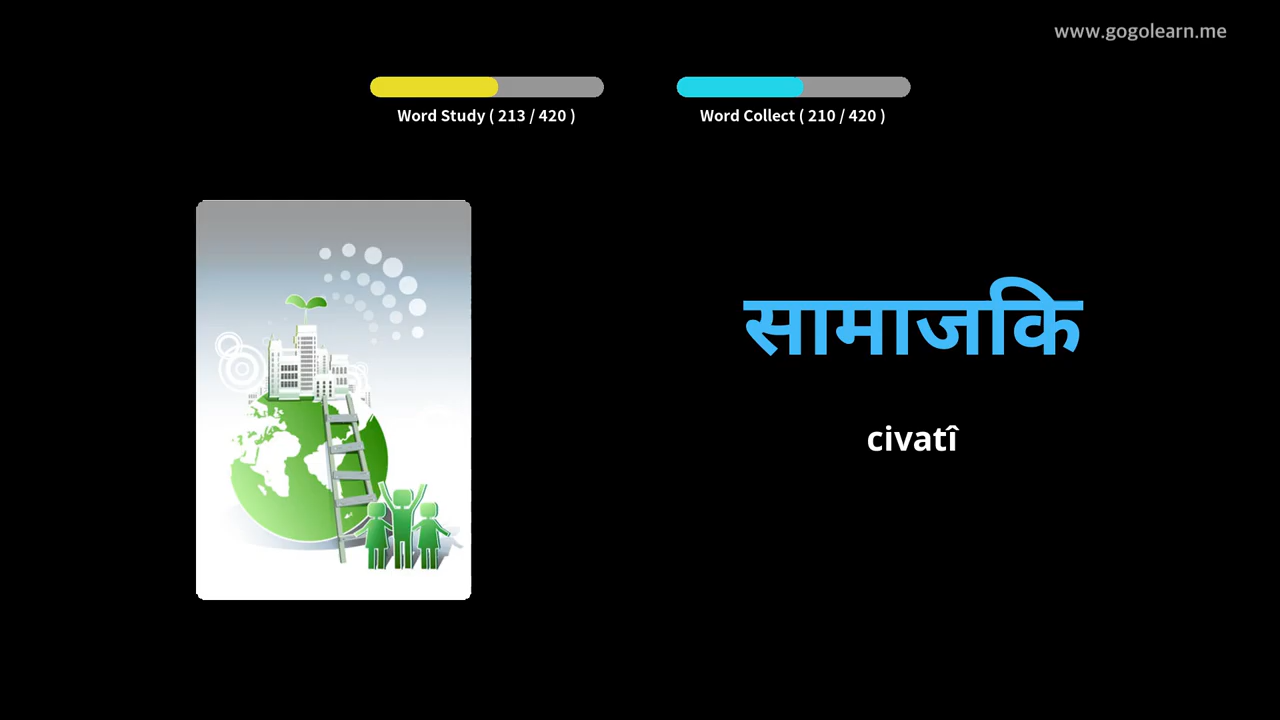 www.gogolearn.me
Word Study ( 213 / 420 )
Word Collect ( 210 / 420 )
सामाजकि
civatî